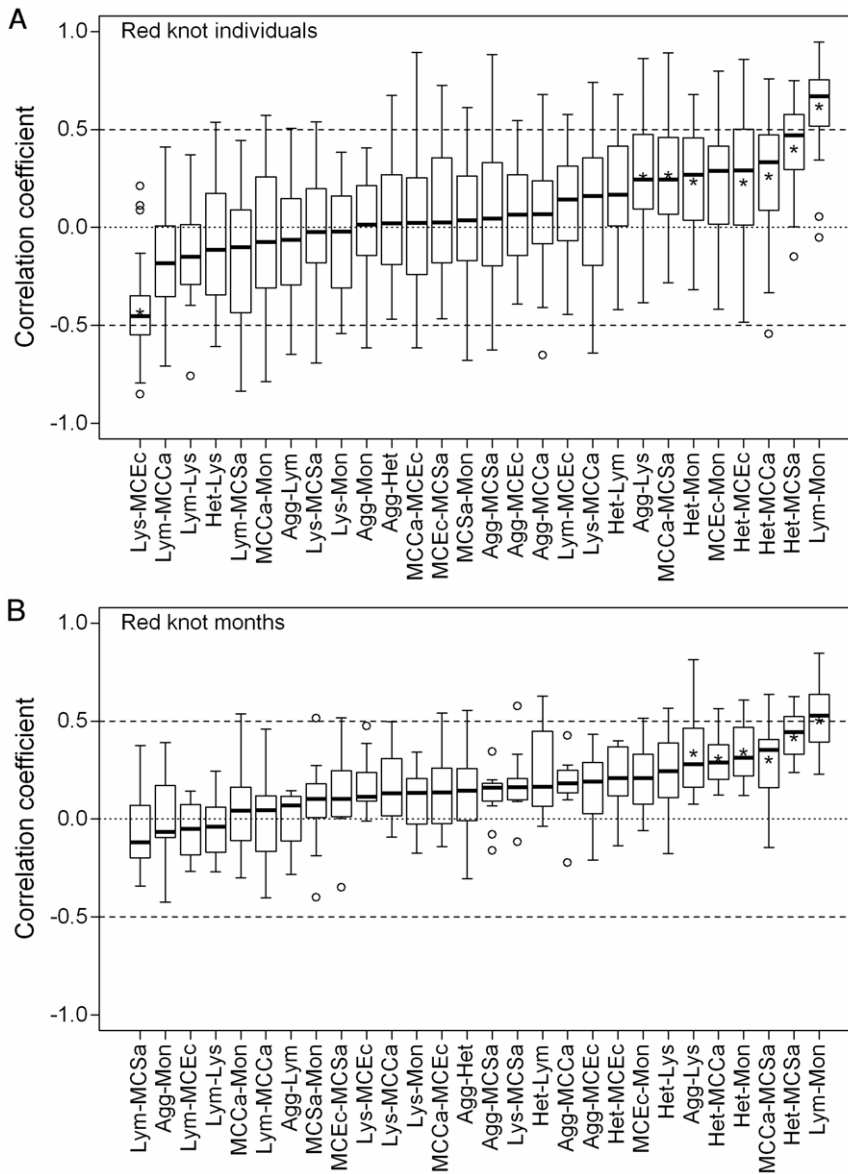 A
Red knot individuals
Correlation coefficient
1.0
0.5
0.0
-0.5
-1.0
Lys-MCEc
Lym-MCCa
Lym-Lys
Het-Lys
Lym-MCSa
MCCa-Mon
Agg-Lym
Lys-MCSa
Lys-Mon
Agg-Mon
Agg-Het
MCCa-MCEc
MCEc-MCSa
MCSa-Mon
Agg-MCSa
Agg-MCEc
Agg-MCCa
Lym-MCEc
Lys-MCCa
Het-Lym
Agg-Lys
MCCa-MCSa
Het-Mon
MCEc-Mon
Het-MCEc
Het-MCCa
Het-MCSa
Lym-Mon
B
Red knot months
Correlation coefficient
1.0
0.5
0.0
-0.5
-1.0
Lym-MCSa
Agg-Mon
Lym-MCEc
Lym-Lys
MCCa-Mon
Lym-MCCa
Agg-Lym
MCSa-Mon
MCEc-MCSa
Lys-MCEc
Lys-MCCa
Lys-Mon
MCCa-MCEc
Agg-Het
Agg-MCSa
Lys-MCSa
Het-Lym
Agg-MCCa
Agg-MCEc
Het-MCEc
MCEc-Mon
Het-Lys
Agg-Lys
Het-MCCa
Het-Mon
MCCa-MCSa
Het-MCSa
Lym-Mon